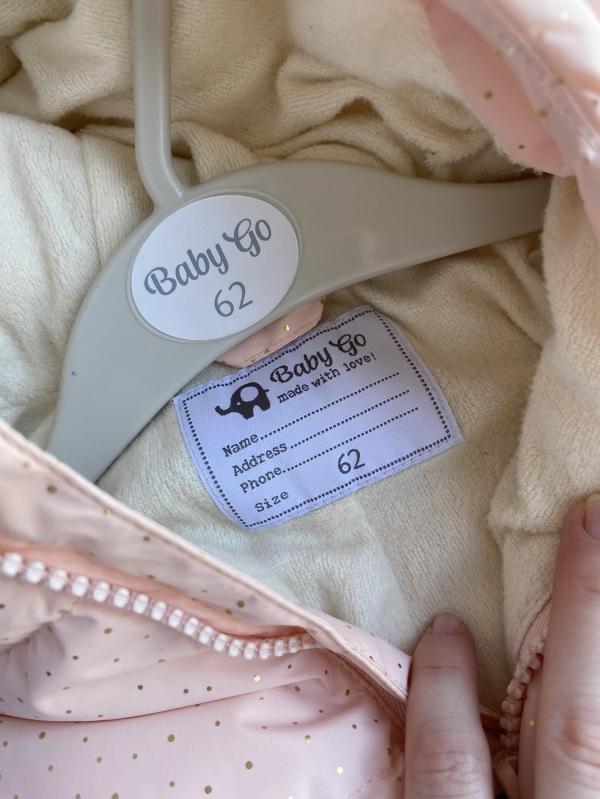 Baby Go
62
Baby Go
made with love!
Name..............................
Address.........................
Phone............................
Size 62